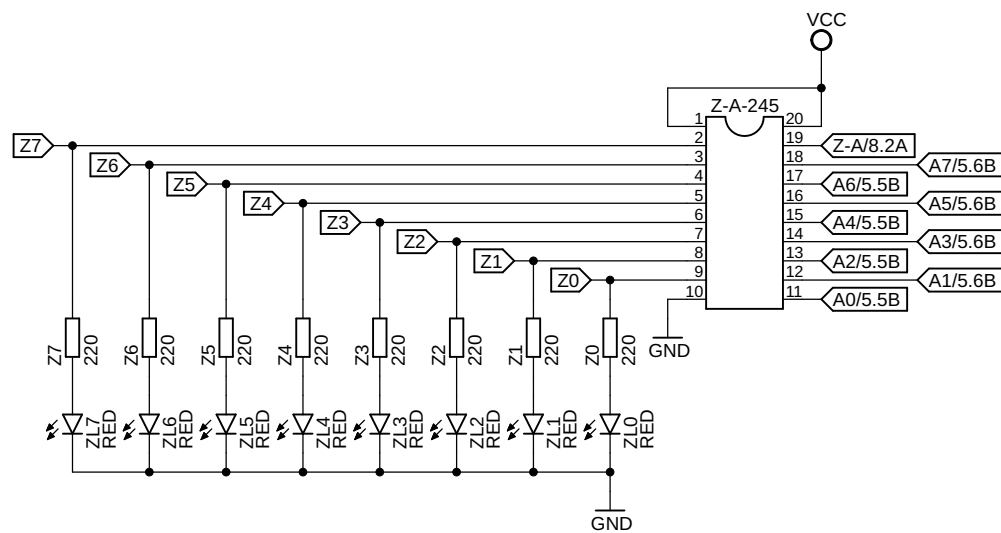 VCC
Z-A-245
1 20
Z7 2 19 Z-A/8.2A
Z6 3 18 A7/5.6B
Z5 4 17 A6/5.5B
Z4 5 16 A5/5.6B
Z3 6 15 A4/5.5B
Z2 7 14 A3/5.6B
Z1 8 13 A2/5.5B
Z0 9 12 A1/5.6B
10 11 A0/5.5B
GND
Z7 220 Z6 220 Z5 220 Z4 220 Z3 220 Z2 220 Z1 220 Z0 220
ZL7 RED ZL6 RED ZL5 RED ZL4 RED ZL3 RED ZL2 RED ZL1 RED ZL0 RED
GND